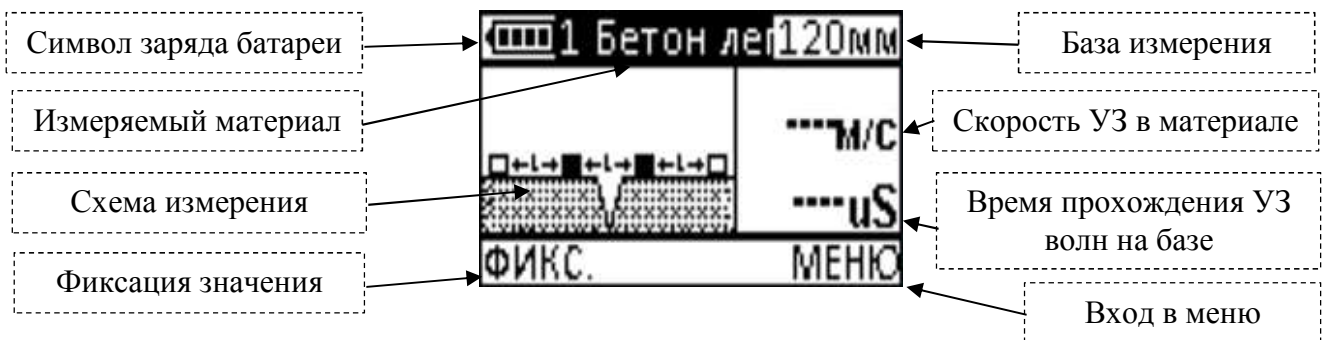 Символ заряда батареи
1 Бетон лег
120мм
База измерения
Измеряемый материал
----м/с
Скорость УЗ в материале
←L→ ←L→ ←L→
Схема измерения
----uS
Время прохождения УЗ
волн на базе
Фиксация значения
ФИКС.
МЕНЮ
Вход в меню